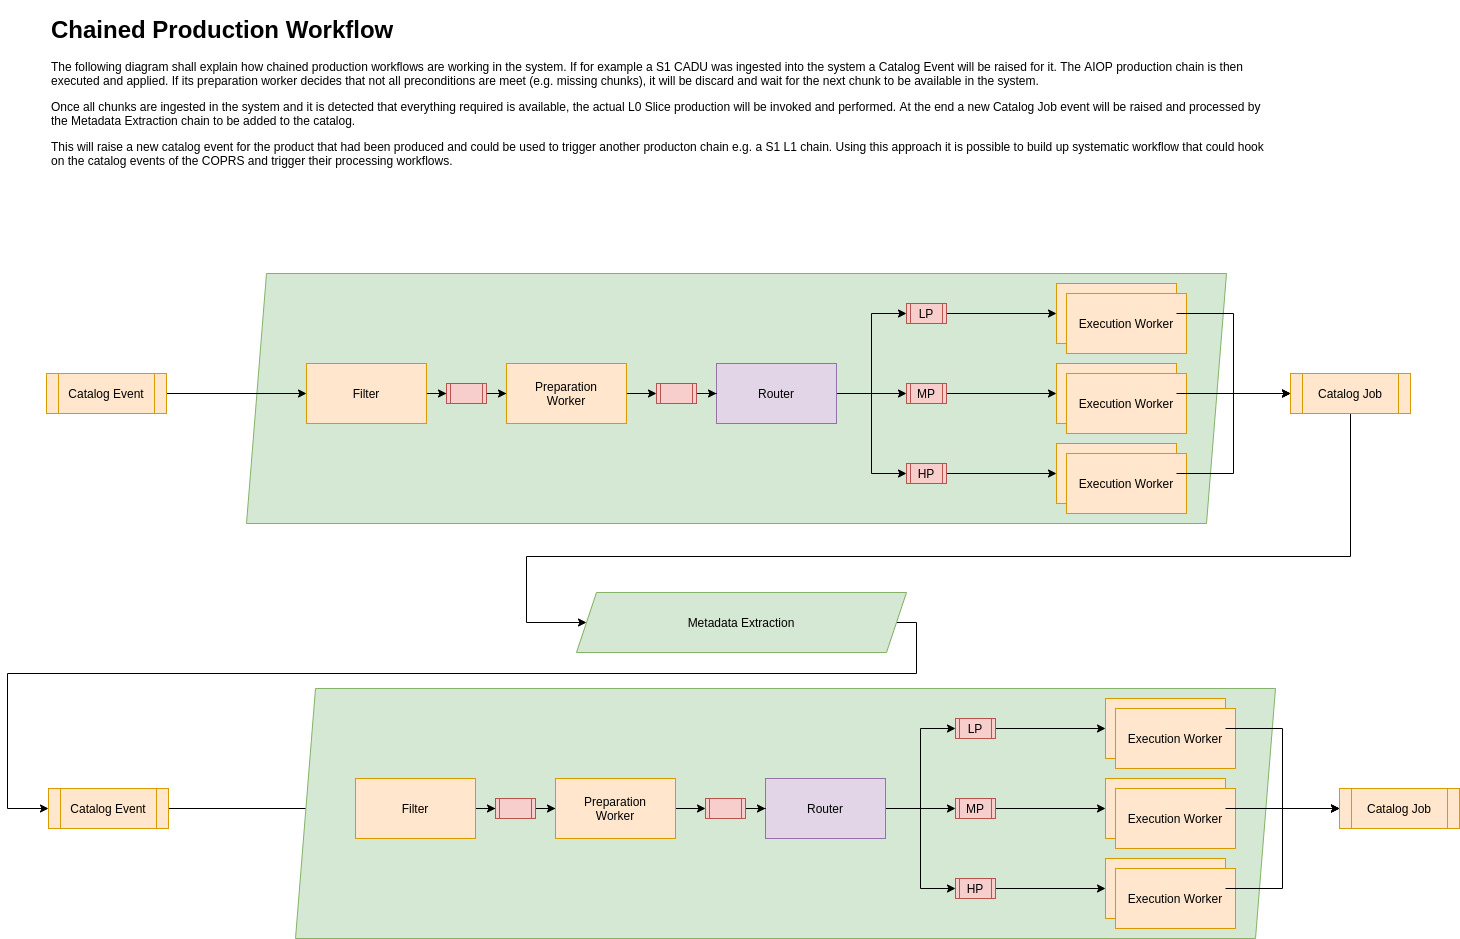 Chained Production Workflow
The following diagram shall explain how chained production workflows are working in the system. If for example a S1 CADU was ingested into the system a Catalog Event will be raised for it. The AIOP production chain is then
executed and applied. If its preparation worker decides that not all preconditions are meet (e.g. missing chunks), it will be discard and wait for the next chunk to be available in the system.
Once all chunks are ingested in the system and it is detected that everything required is available, the actual L0 Slice production will be invoked and performed. At the end a new Catalog Job event will be raised and processed by
the Metadata Extraction chain to be added to the catalog.
This will raise a new catalog event for the product that had been produced and could be used to trigger another producton chain e.g. a S1 L1 chain. Using this approach it is possible to build up systematic workflow that could hook
on the catalog events of the COPRS and trigger their processing workflows.
LP
Execution Worker
Catalog Event
Filter
Preparation
Worker
Router
MP
Execution Worker
Catalog Job
HP
Execution Worker
Metadata Extraction
LP
Execution Worker
Catalog Event
Filter
Preparation
Worker
Router
MP
Execution Worker
Catalog Job
HP
Execution Worker